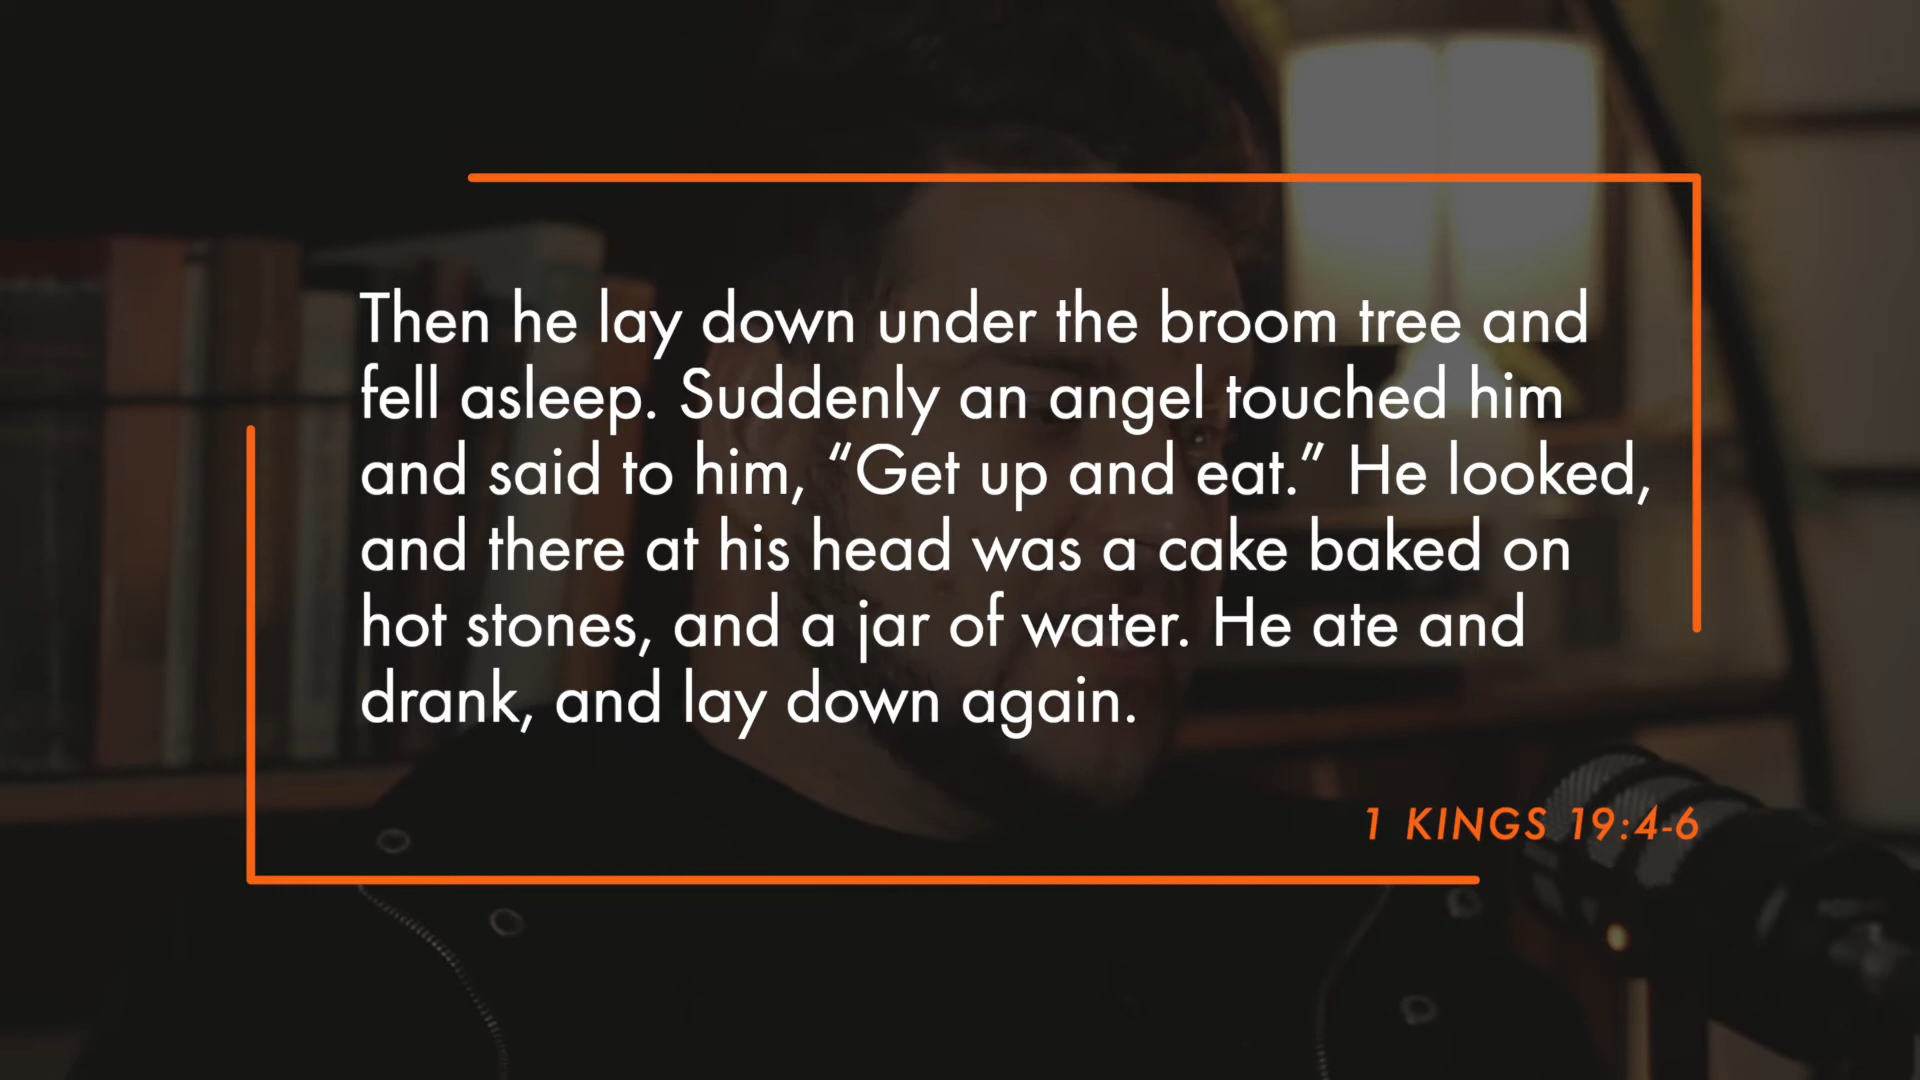 Then he lay down under the broom tree and
fell asleep. Suddenly an angel touched him
and said to him, “Get up and eat.” He looked,
and there at his head was a cake baked on
hot stones, and a jar of water. He ate and
drank, and lay down again.
1 KINGS 19:4-6